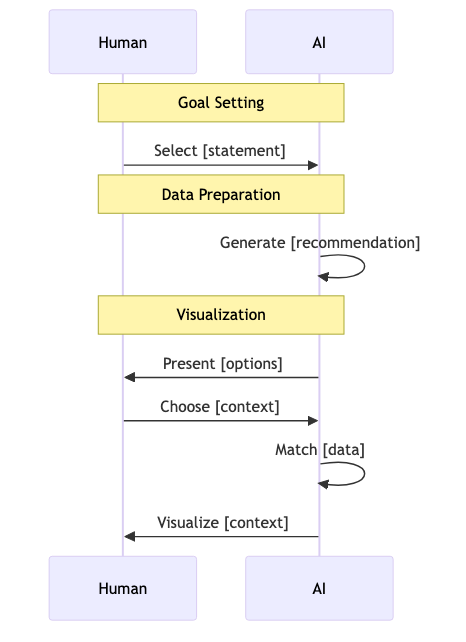 Human AI
Goal Setting
Select [statement]
Data Preparation
Generate [recommendation]
Visualization
Present [options]
Choose [context]
Match [data]
Visualize [context]
Human AI